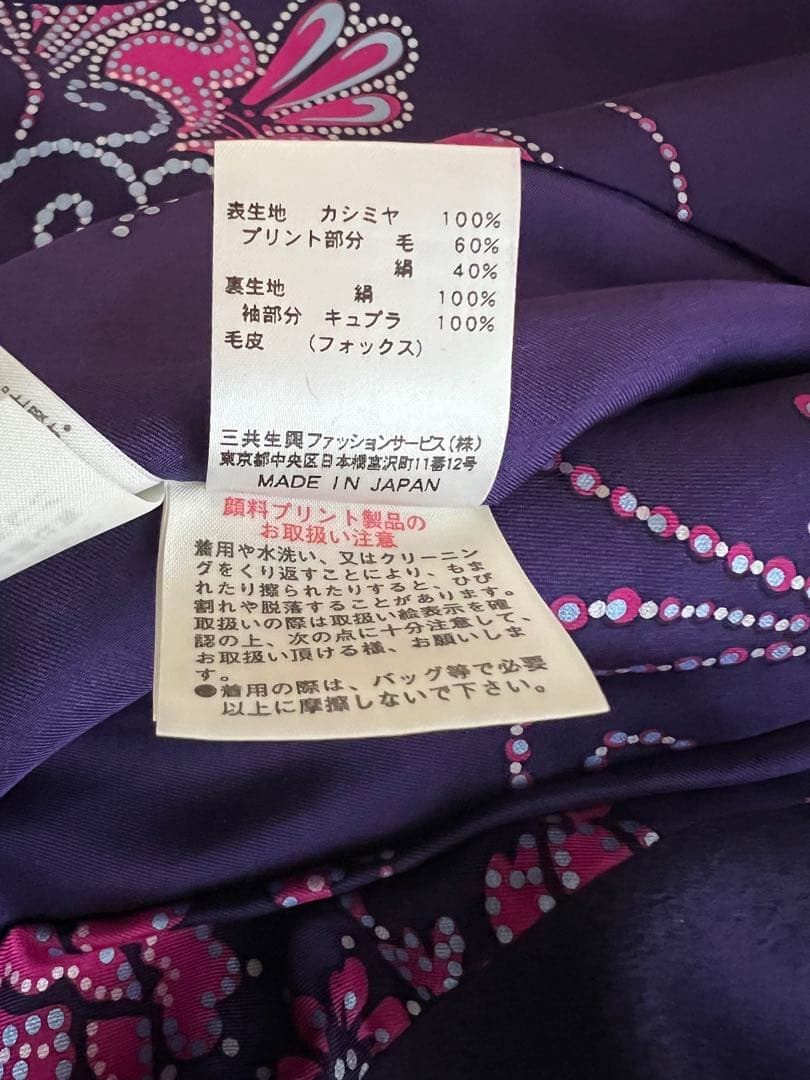 表生地 カシミヤ 100%
プリント部分 毛 60%
絹 40%
裏生地 絹 100%
袖部分 キュプラ 100%
毛皮 (フォックス)
三共生興ファッションサービス(株)
東京都中央区日本橋富沢町11番12号
MADE IN JAPAN
顔料プリント製品の
お取扱い注意
着用や水洗い、又はクリーニン
グをくり返すことにより、もま
れたり擦られたりすると、ひび
割れや脱落することがあります。
取扱いの際は取扱い絵表示を確
認の上、次の点に十分注意して、
お取扱い頂ける様、お願いしま
す。
●着用の際は、バッグ等で必要
以上に摩擦しないで下さい。